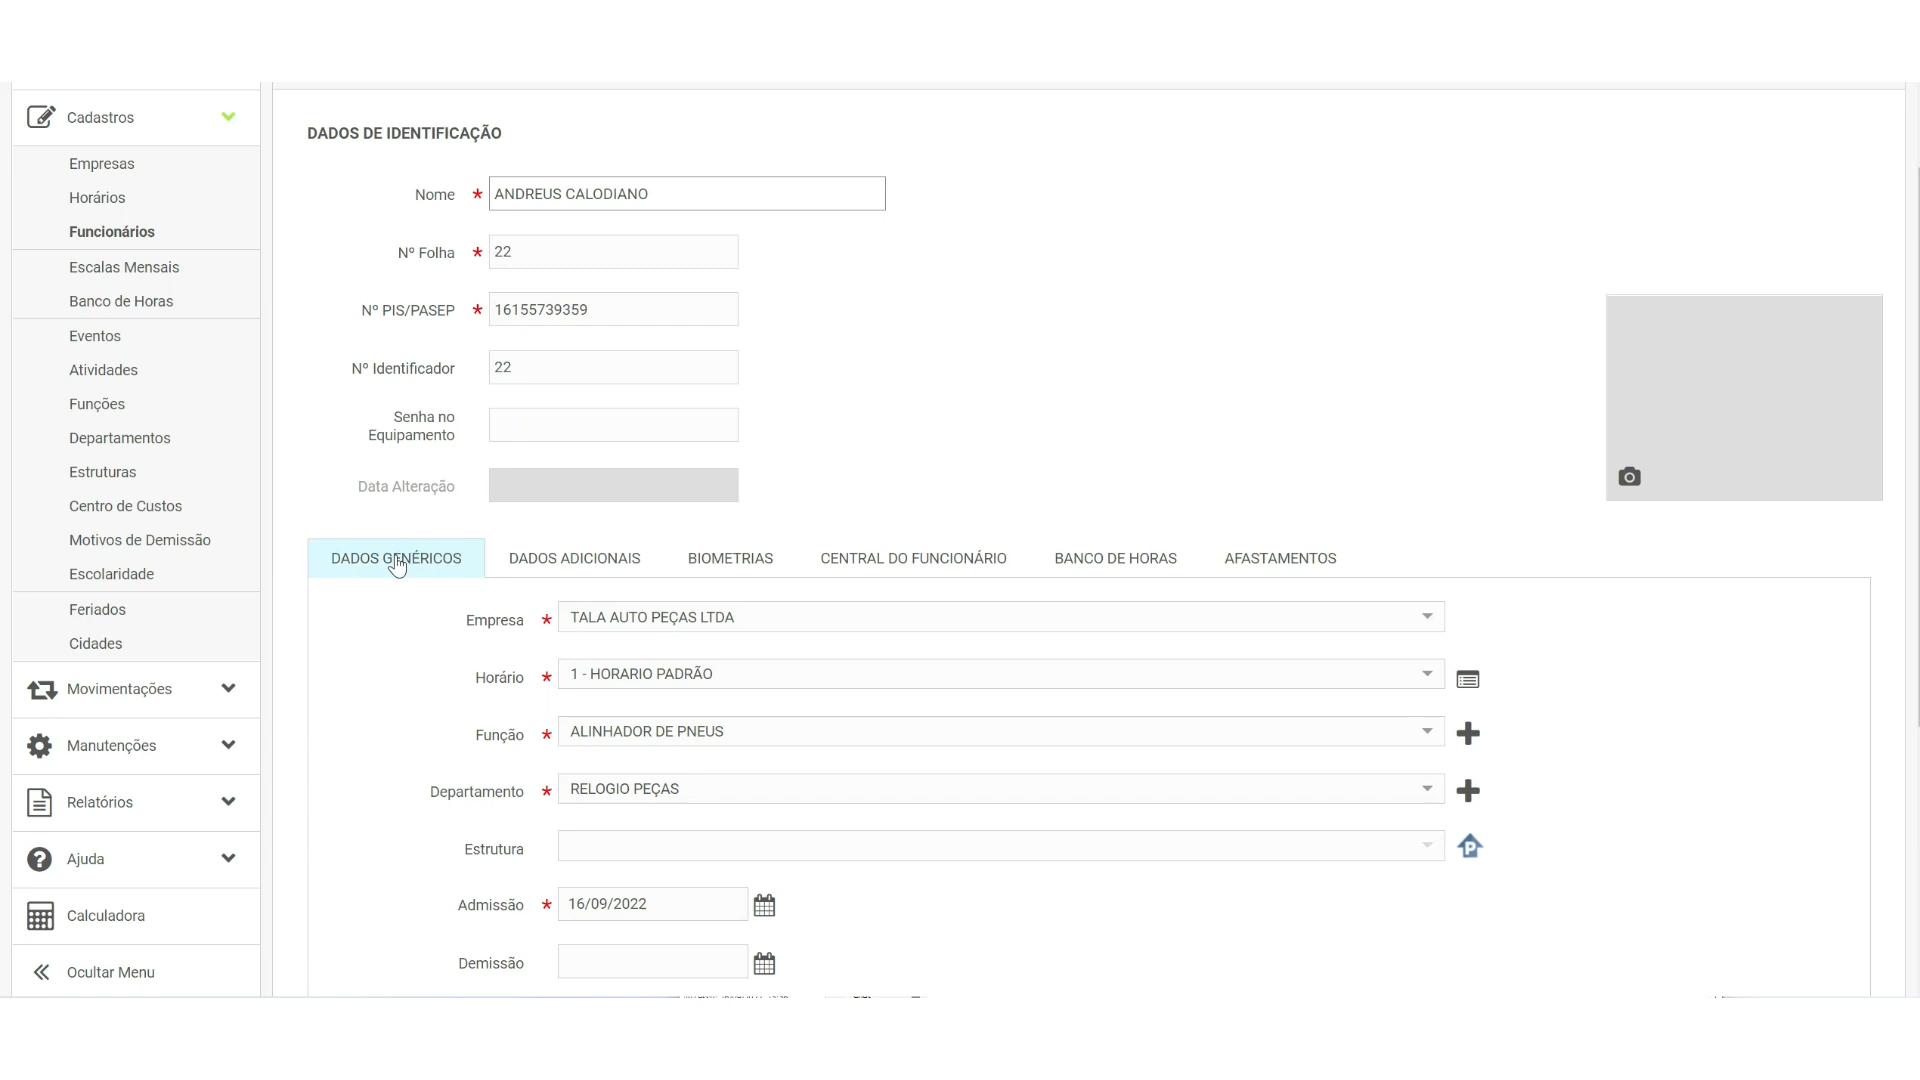 Cadastros
Empresas
Horários
Funcionários
Escalas Mensais
Banco de Horas
Eventos
Atividades
Funções
Departamentos
Estruturas
Centro de Custos
Motivos de Demissão
Escolaridade
Feriados
Cidades
Movimentações
Manutenções
Relatórios
Ajuda
Calculadora
Ocultar Menu
DADOS DE IDENTIFICAÇÃO
Nome * ANDREUS CALODIANO
Nº Folha * 22
Nº PIS/PASEP * 16155739359
Nº Identificador 22
Senha no
Equipamento
Data Alteração
DADOS GENÉRICOS DADOS ADICIONAIS BIOMETRIAS CENTRAL DO FUNCIONÁRIO BANCO DE HORAS AFASTAMENTOS
Empresa * TALA AUTO PEÇAS LTDA
Horário * 1 - HORARIO PADRÃO
Função * ALINHADOR DE PNEUS
Departamento * RELOGIO PEÇAS
Estrutura P
Admissão * 16/09/2022
Demissão